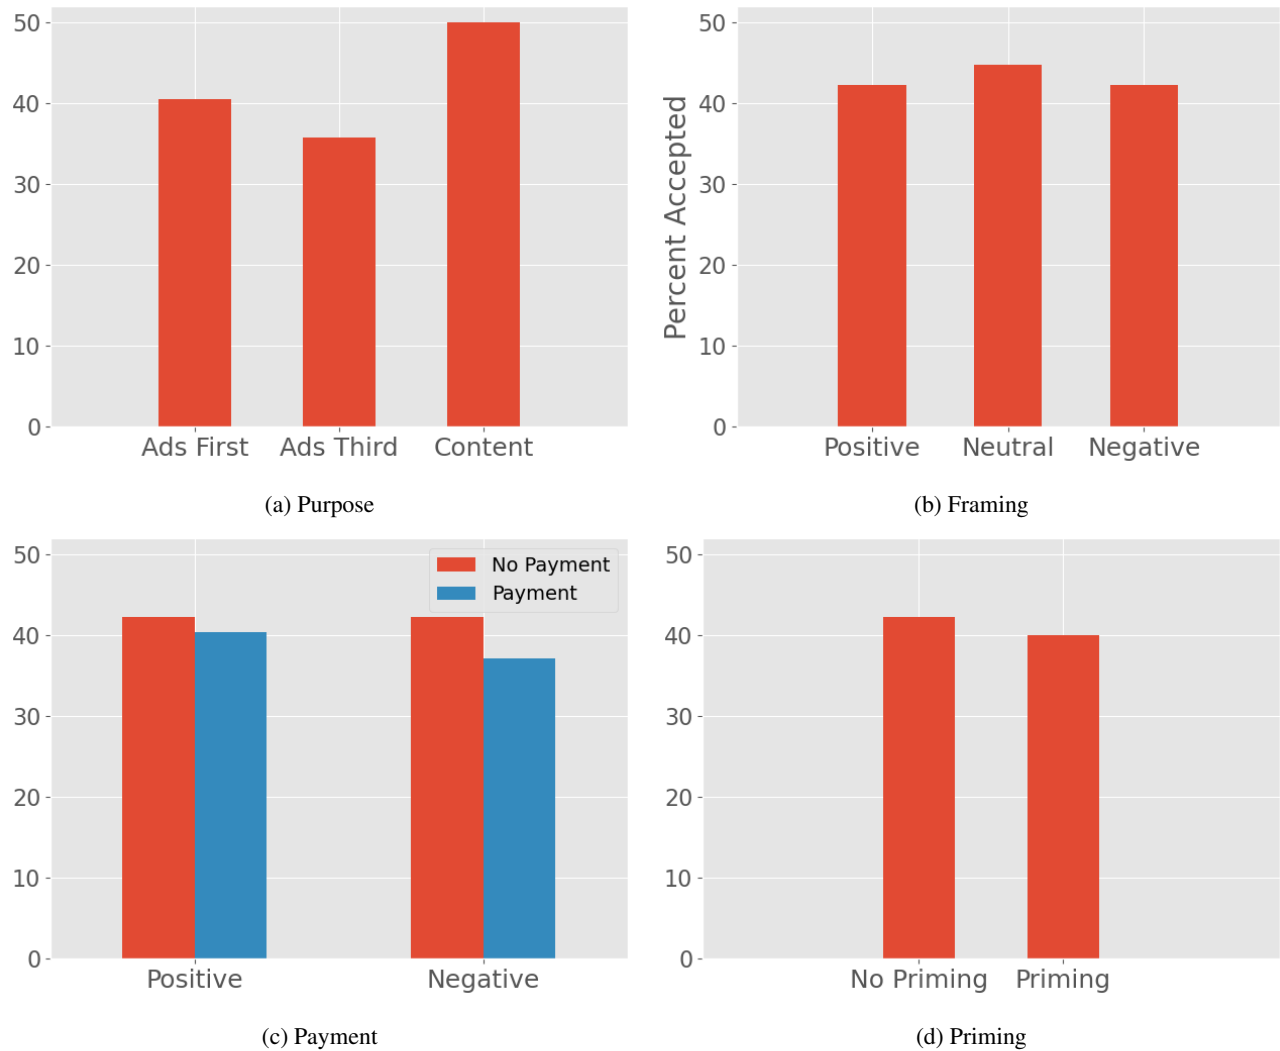 50
40
30
20
10
0
Ads First Ads Third Content
(a) Purpose
Percent Accepted
50
40
30
20
10
0
Positive Neutral Negative
(b) Framing
No Payment
Payment
50
40
30
20
10
0
Positive Negative
(c) Payment
50
40
30
20
10
0
No Priming Priming
(d) Priming